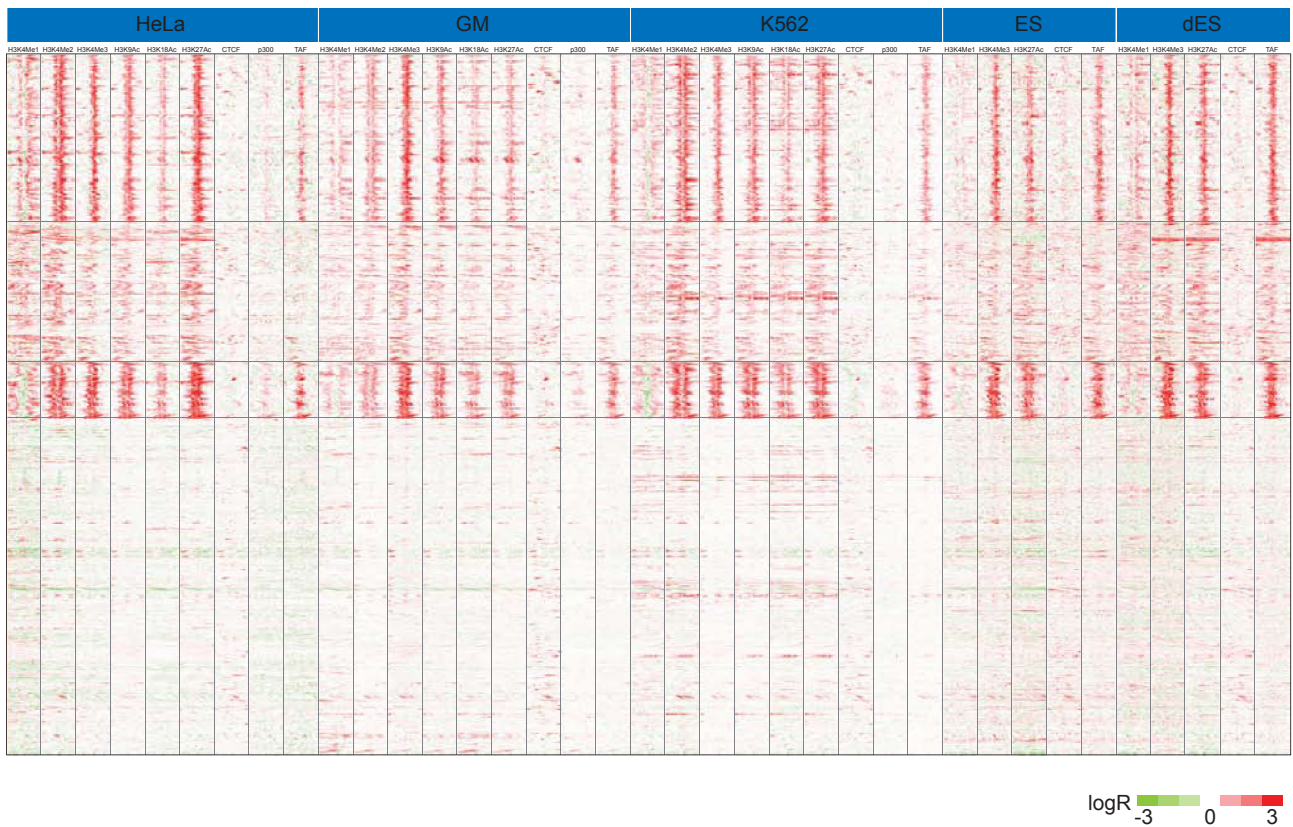 HeLa GM K562 ES dES
H3K4Me1 H3K4Me2 H3K4Me3 H3K9Ac H3K18Ac H3K27Ac CTCF p300 TAF H3K4Me1 H3K4Me2 H3K4Me3 H3K9Ac H3K18Ac H3K27Ac CTCF p300 TAF H3K4Me1 H3K4Me2 H3K4Me3 H3K9Ac H3K18Ac H3K27Ac CTCF p300 TAF H3K4Me1 H3K4Me3 H3K27Ac CTCF TAF H3K4Me1 H3K4Me3 H3K27Ac CTCF TAF
logR
-3 0 3